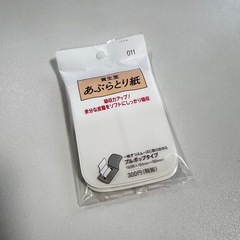 011
資生堂
あぶらとり紙
吸収力アップ!
余分な皮脂をソフトにしっかり吸収
プルポップタイプ
300円(税抜)